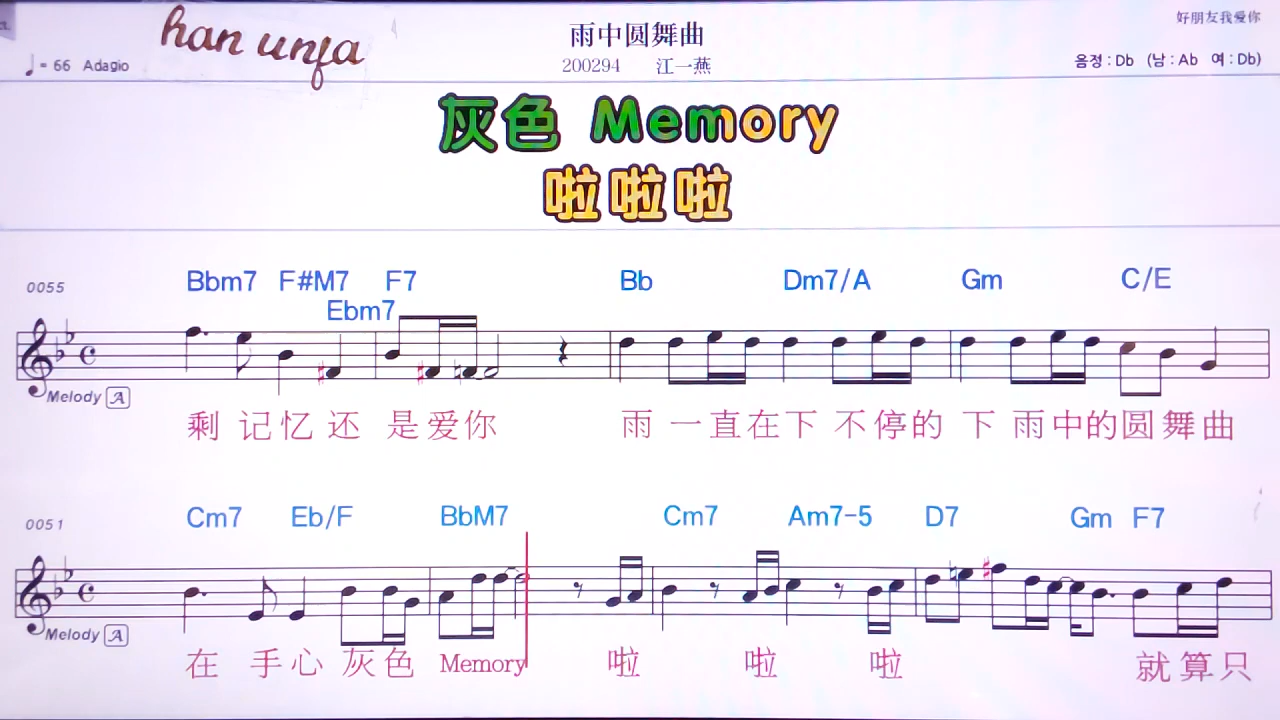 han unfa
雨中圆舞曲
好朋友我爱你
♩= 66 Adagio
200294 江一燕
음정 : Db (남 : Ab 여 : Db)
灰色 Memory
啦啦啦
0055
Bbm7 F#M7 F7 Bb Dm7/A Gm C/E
Ebm7
Melody A
剩 记忆 还 是爱你 雨 一直在下 不停的 下 雨中的圆舞曲
0051
Cm7 Eb/F BbM7 Cm7 Am7-5 D7 Gm F7
Melody A
在 手心 灰色 Memory 啦 啦 啦 就算只